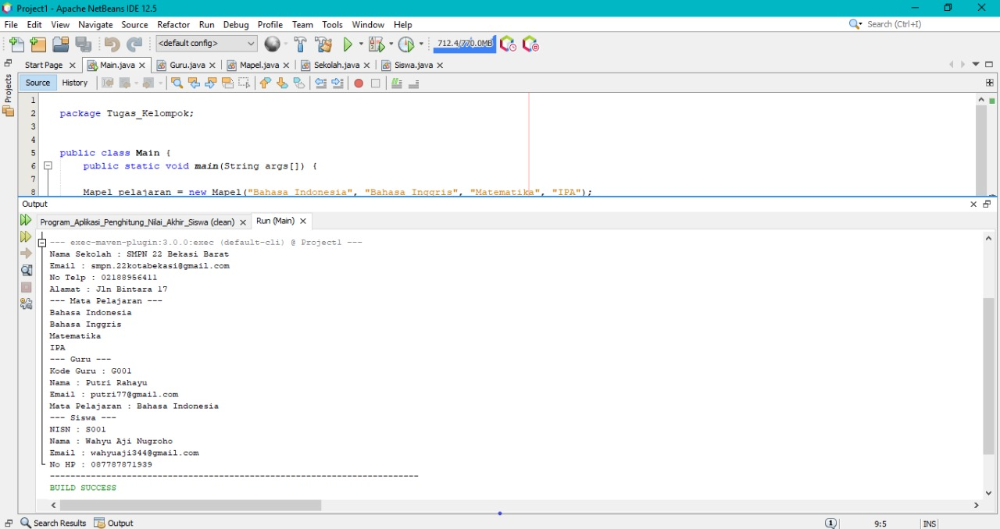 Project1 - Apache NetBeans IDE 12.5
File Edit View Navigate Source Refactor Run Debug Profile Team Tools Window Help
Search (Ctrl+I)
<default config>
712.4/770.0MB
Start Page Main.java Guru.java Mapel.java Sekolah.java Siswa.java
Projects
Source History
1
2 package Tugas_Kelompok;
3
4
5 public class Main {
6 public static void main(String args[]) {
7
8 Mapel pelajaran = new Mapel("Bahasa Indonesia", "Bahasa Inggris", "Matematika", "IPA");
Output
Program_Aplikasi_Penghitung_Nilai_Akhir_Siswa (clean) Run (Main)
--- exec-maven-plugin:3.0.0:exec (default-cli) @ Project1 ---
Nama Sekolah : SMPN 22 Bekasi Barat
Email : smpn.22kotabekasi@gmail.com
No Telp : 02188956411
Alamat : Jln Bintara 17
--- Mata Pelajaran ---
Bahasa Indonesia
Bahasa Inggris
Matematika
IPA
--- Guru ---
Kode Guru : G001
Nama : Putri Rahayu
Email : putri77@gmail.com
Mata Pelajaran : Bahasa Indonesia
--- Siswa ---
NISN : S001
Nama : Wahyu Aji Nugroho
Email : wahyuaji344@gmail.com
No HP : 087787871939
------------------------------------------------------------------------
BUILD SUCCESS
Search Results Output
1 9:5 INS